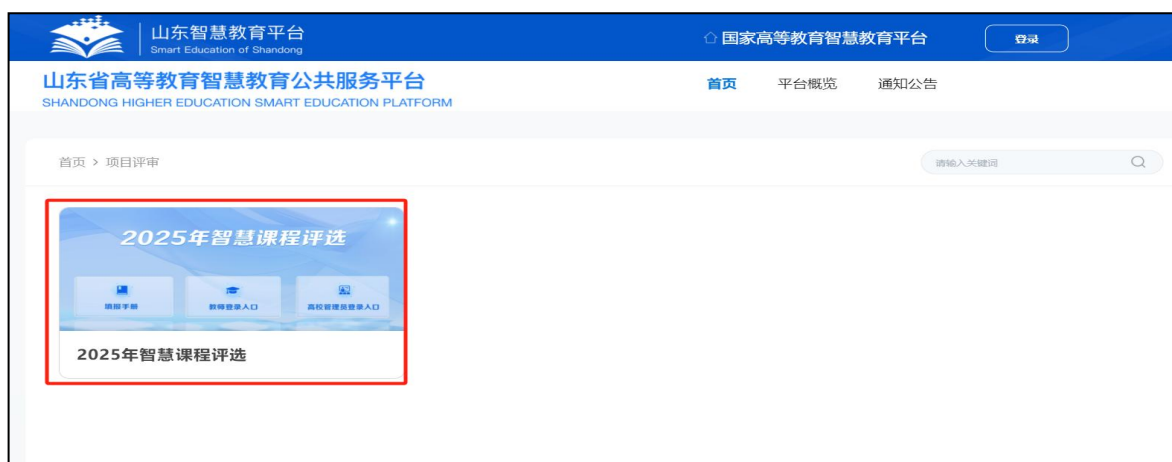 山东智慧教育平台
Smart Education of Shandong
国家高等教育智慧教育平台
登录
山东省高等教育智慧教育公共服务平台
SHANDONG HIGHER EDUCATION SMART EDUCATION PLATFORM
首页 平台概览 通知公告
首页 > 项目评审
请输入关键词
2025年智慧课程评选
填报手册 教师登录入口 高校管理员登录入口
2025年智慧课程评选